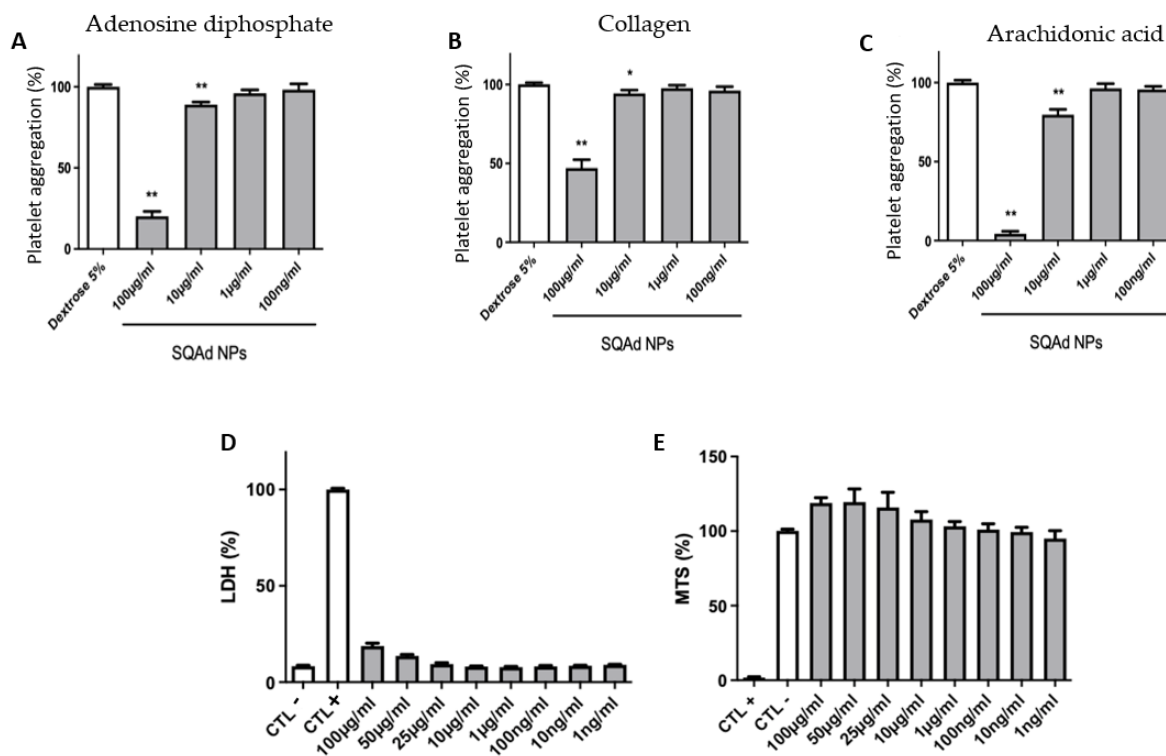 Adenosine diphosphate
A
Platelet aggregation (%)
100
50
0
**
**
Dextrose 5%
100µg/ml
10µg/ml
1µg/ml
100ng/ml
SQAd NPs
Collagen
B
Platelet aggregation (%)
100
50
0
**
*
Dextrose 5%
100µg/ml
10µg/ml
1µg/ml
100ng/ml
SQAd NPs
Arachidonic acid
C
Platelet aggregation (%)
100
50
0
**
**
Dextrose 5%
100µg/ml
10µg/ml
1µg/ml
100ng/ml
SQAd NPs
D
LDH (%)
100
50
0
CTL -
CTL +
100µg/ml
50µg/ml
25µg/ml
10µg/ml
1µg/ml
100ng/ml
10ng/ml
1ng/ml
E
MTS (%)
150
100
50
0
CTL +
CTL -
100µg/ml
50µg/ml
25µg/ml
10µg/ml
1µg/ml
100ng/ml
10ng/ml
1ng/ml